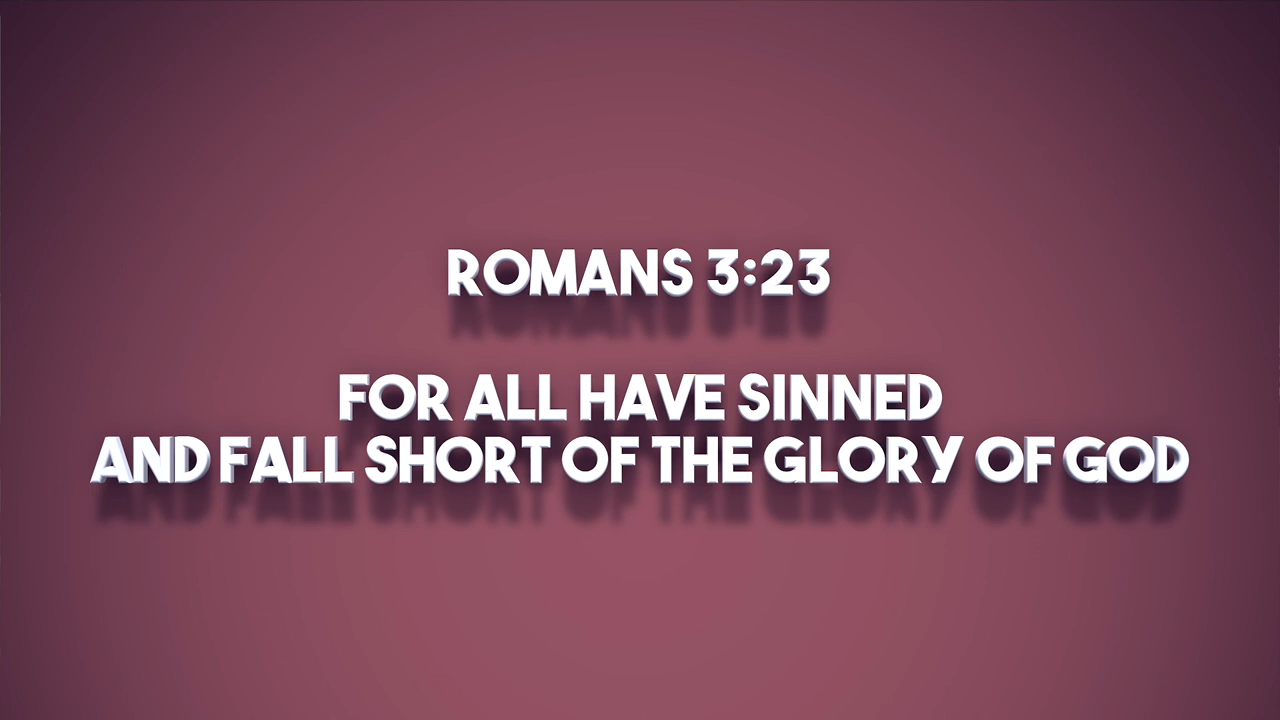 ROMANS 3:23
FOR ALL HAVE SINNED
AND FALL SHORT OF THE GLORY OF GOD